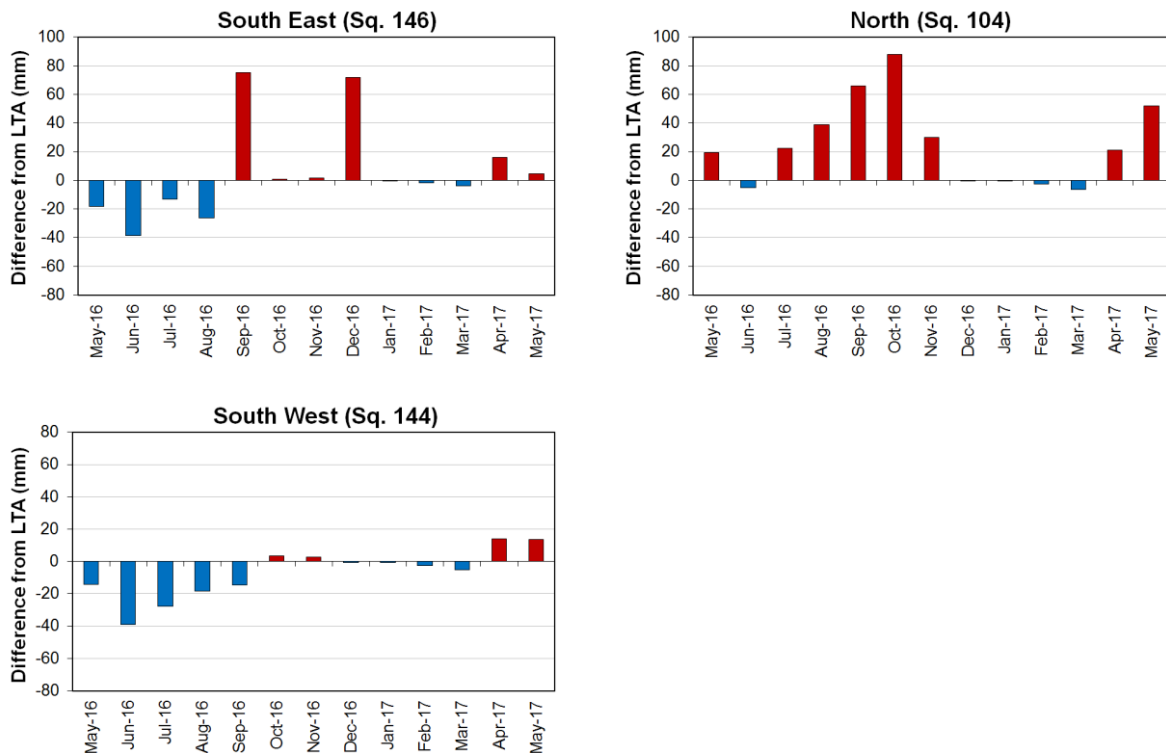 South East (Sq. 146)
Difference from LTA (mm)
100
80
60
40
20
0
-20
-40
-60
-80
May-16
Jun-16
Jul-16
Aug-16
Sep-16
Oct-16
Nov-16
Dec-16
Jan-17
Feb-17
Mar-17
Apr-17
May-17
North (Sq. 104)
Difference from LTA (mm)
100
80
60
40
20
0
-20
-40
-60
-80
May-16
Jun-16
Jul-16
Aug-16
Sep-16
Oct-16
Nov-16
Dec-16
Jan-17
Feb-17
Mar-17
Apr-17
May-17
South West (Sq. 144)
Difference from LTA (mm)
80
60
40
20
0
-20
-40
-60
-80
May-16
Jun-16
Jul-16
Aug-16
Sep-16
Oct-16
Nov-16
Dec-16
Jan-17
Feb-17
Mar-17
Apr-17
May-17